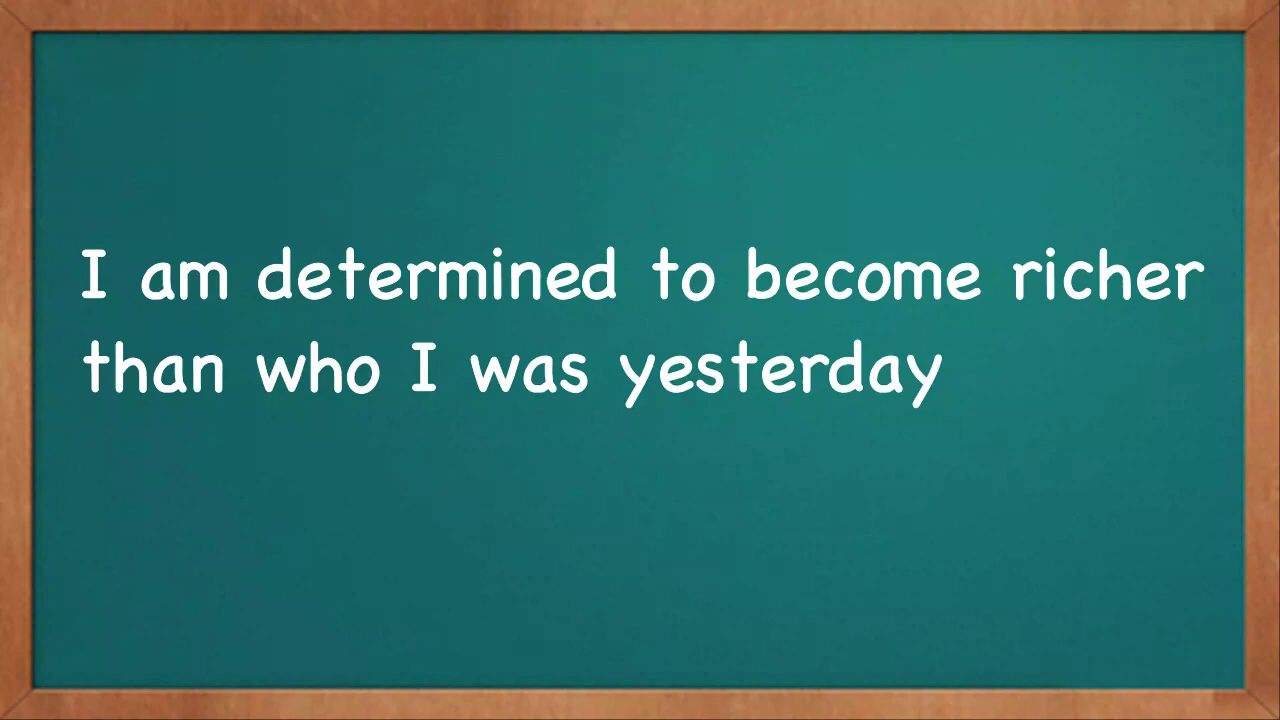 I am determined to become richer
than who I was yesterday